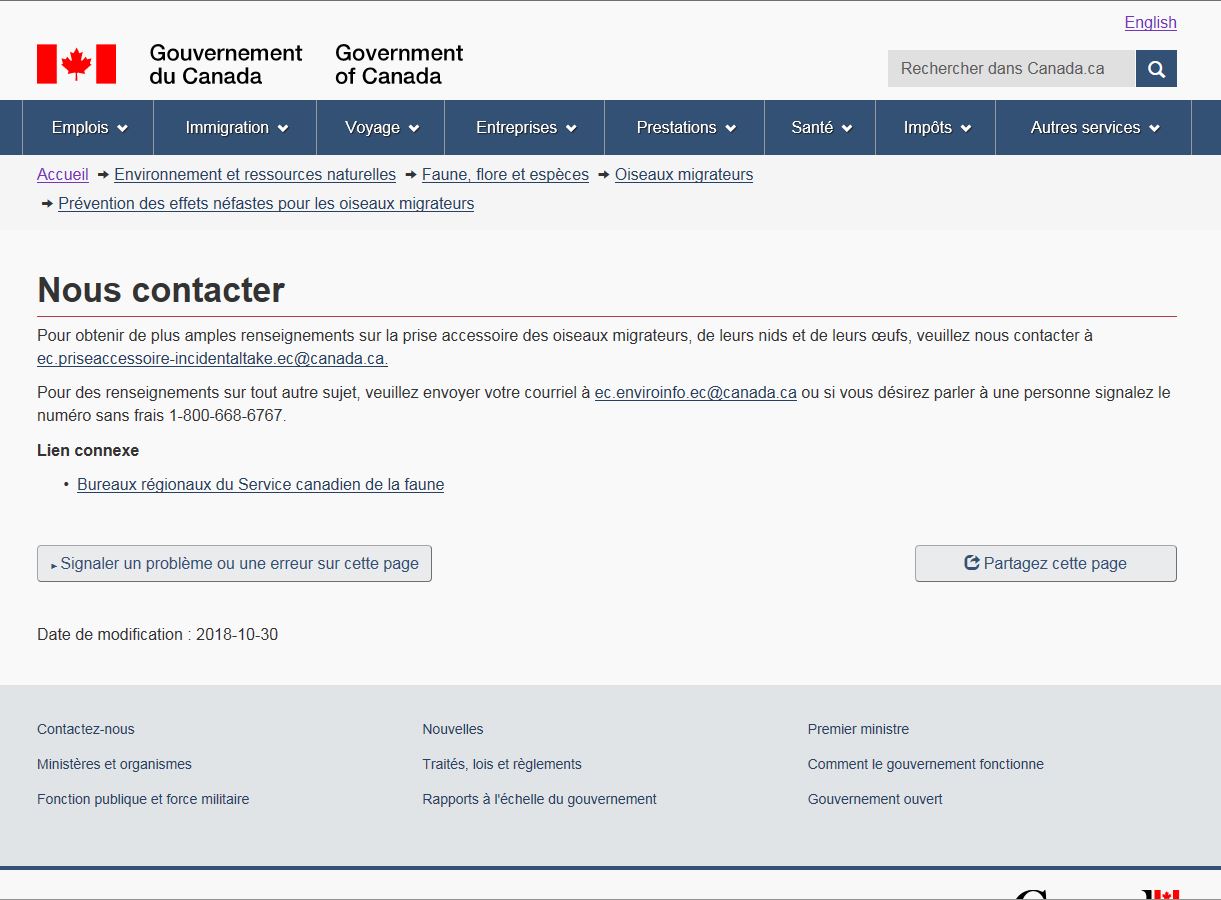 English
Gouvernement du Canada
Government of Canada
Rechercher dans Canada.ca
Emplois Immigration Voyage Entreprises Prestations Santé Impôts Autres services
Accueil Environnement et ressources naturelles Faune, flore et espèces Oiseaux migrateurs
Prévention des effets néfastes pour les oiseaux migrateurs
Nous contacter
Pour obtenir de plus amples renseignements sur la prise accessoire des oiseaux migrateurs, de leurs nids et de leurs œufs, veuillez nous contacter à
ec.priseaccessoire-incidentaltake.ec@canada.ca.
Pour des renseignements sur tout autre sujet, veuillez envoyer votre courriel à ec.enviroinfo.ec@canada.ca ou si vous désirez parler à une personne signalez le
numéro sans frais 1-800-668-6767.
Lien connexe
• Bureaux régionaux du Service canadien de la faune
Signaler un problème ou une erreur sur cette page
Partagez cette page
Date de modification : 2018-10-30
Contactez-nous Nouvelles Premier ministre
Ministères et organismes Traités, lois et règlements Comment le gouvernement fonctionne
Fonction publique et force militaire Rapports à l'échelle du gouvernement Gouvernement ouvert